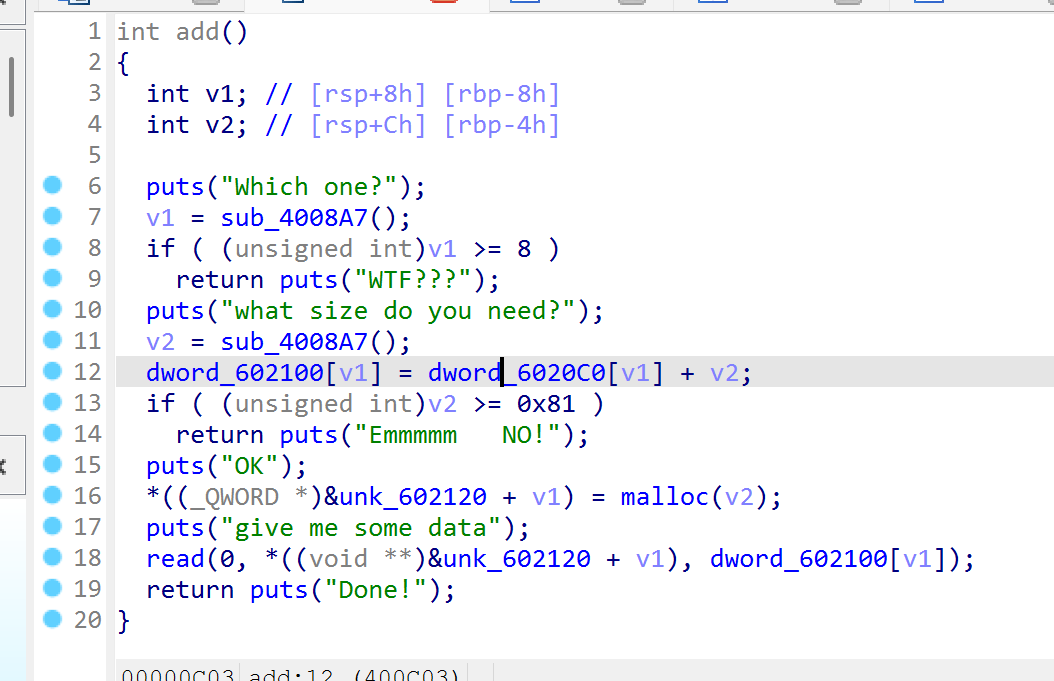 1 int add()
2 {
3   int v1; // [rsp+8h] [rbp-8h]
4   int v2; // [rsp+Ch] [rbp-4h]
5
6   puts("Which one?");
7   v1 = sub_4008A7();
8   if ( (unsigned int)v1 >= 8 )
9     return puts("WTF???");
10   puts("what size do you need?");
11   v2 = sub_4008A7();
12   dword_602100[v1] = dword_6020C0[v1] + v2;
13   if ( (unsigned int)v2 >= 0x81 )
14     return puts("Emmmmm   NO!");
15   puts("OK");
16   *((_QWORD *)&unk_602120 + v1) = malloc(v2);
17   puts("give me some data");
18   read(0, *((void **)&unk_602120 + v1), dword_602100[v1]);
19   return puts("Done!");
20 }
00000C03 add:12 (400C03)